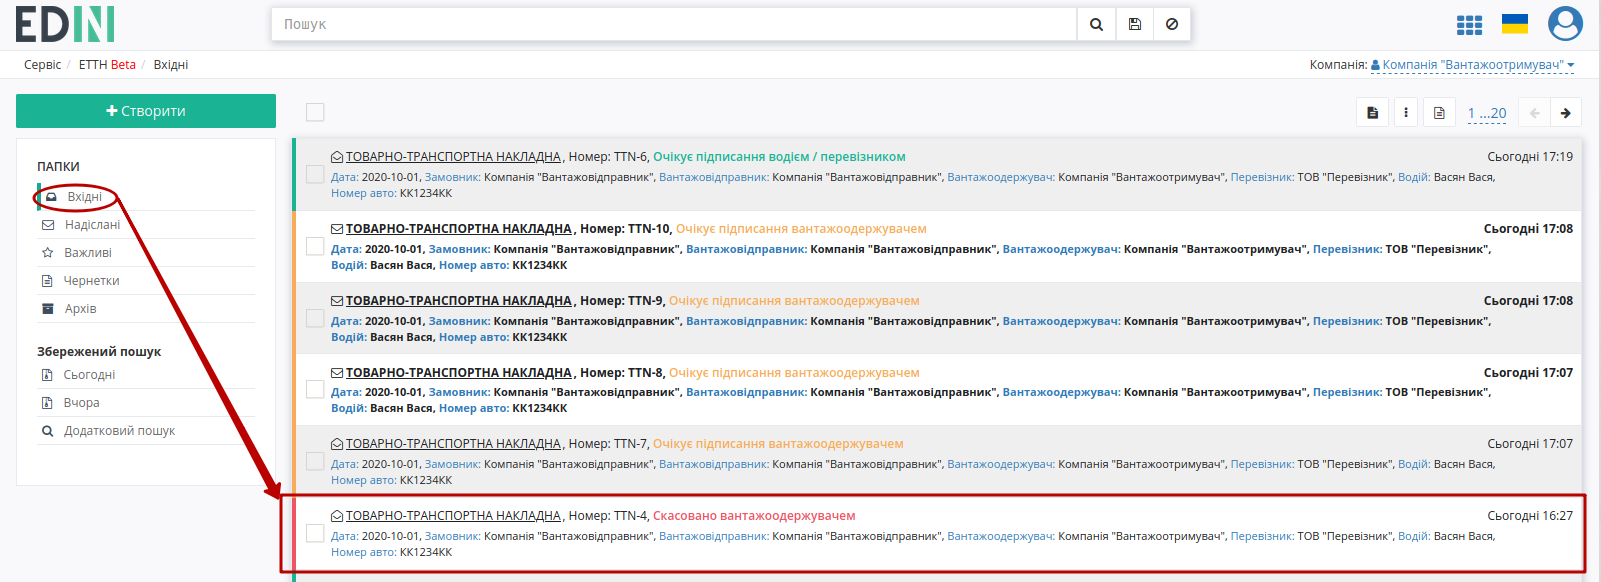 EDIN
Пошук
Сервіс / ЕТТН Beta / Вхідні
Компанія: Компанія "Вантажоотримувач"
+ Створити
1 ...20
ПАПКИ
Вхідні
Надіслані
Важливі
Чернетки
Архів
Збережений пошук
Сьогодні
Вчора
Додатковий пошук
ТОВАРНО-ТРАНСПОРТНА НАКЛАДНА, Номер: TTN-6, Очікує підписання водієм / перевізником Сьогодні 17:19
Дата: 2020-10-01, Замовник: Компанія "Вантажовідправник", Вантажовідправник: Компанія "Вантажовідправник", Вантажоодержувач: Компанія "Вантажоотримувач", Перевізник: ТОВ "Перевізник", Водій: Васян Вася,
Номер авто: КК1234КК
ТОВАРНО-ТРАНСПОРТНА НАКЛАДНА, Номер: TTN-10, Очікує підписання вантажоодержувачем Сьогодні 17:08
Дата: 2020-10-01, Замовник: Компанія "Вантажовідправник", Вантажовідправник: Компанія "Вантажовідправник", Вантажоодержувач: Компанія "Вантажоотримувач", Перевізник: ТОВ "Перевізник",
Водій: Васян Вася, Номер авто: КК1234КК
ТОВАРНО-ТРАНСПОРТНА НАКЛАДНА, Номер: TTN-9, Очікує підписання вантажоодержувачем Сьогодні 17:08
Дата: 2020-10-01, Замовник: Компанія "Вантажовідправник", Вантажовідправник: Компанія "Вантажовідправник", Вантажоодержувач: Компанія "Вантажоотримувач", Перевізник: ТОВ "Перевізник",
Водій: Васян Вася, Номер авто: КК1234КК
ТОВАРНО-ТРАНСПОРТНА НАКЛАДНА, Номер: TTN-8, Очікує підписання вантажоодержувачем Сьогодні 17:07
Дата: 2020-10-01, Замовник: Компанія "Вантажовідправник", Вантажовідправник: Компанія "Вантажовідправник", Вантажоодержувач: Компанія "Вантажоотримувач", Перевізник: ТОВ "Перевізник",
Водій: Васян Вася, Номер авто: КК1234КК
ТОВАРНО-ТРАНСПОРТНА НАКЛАДНА, Номер: TTN-7, Очікує підписання вантажоодержувачем Сьогодні 17:07
Дата: 2020-10-01, Замовник: Компанія "Вантажовідправник", Вантажовідправник: Компанія "Вантажовідправник", Вантажоодержувач: Компанія "Вантажоотримувач", Перевізник: ТОВ "Перевізник", Водій: Васян Вася,
Номер авто: КК1234КК
ТОВАРНО-ТРАНСПОРТНА НАКЛАДНА, Номер: TTN-4, Скасовано вантажоодержувачем Сьогодні 16:27
Дата: 2020-10-01, Замовник: Компанія "Вантажовідправник", Вантажовідправник: Компанія "Вантажовідправник", Вантажоодержувач: Компанія "Вантажоотримувач", Перевізник: ТОВ "Перевізник", Водій: Васян Вася,
Номер авто: КК1234КК